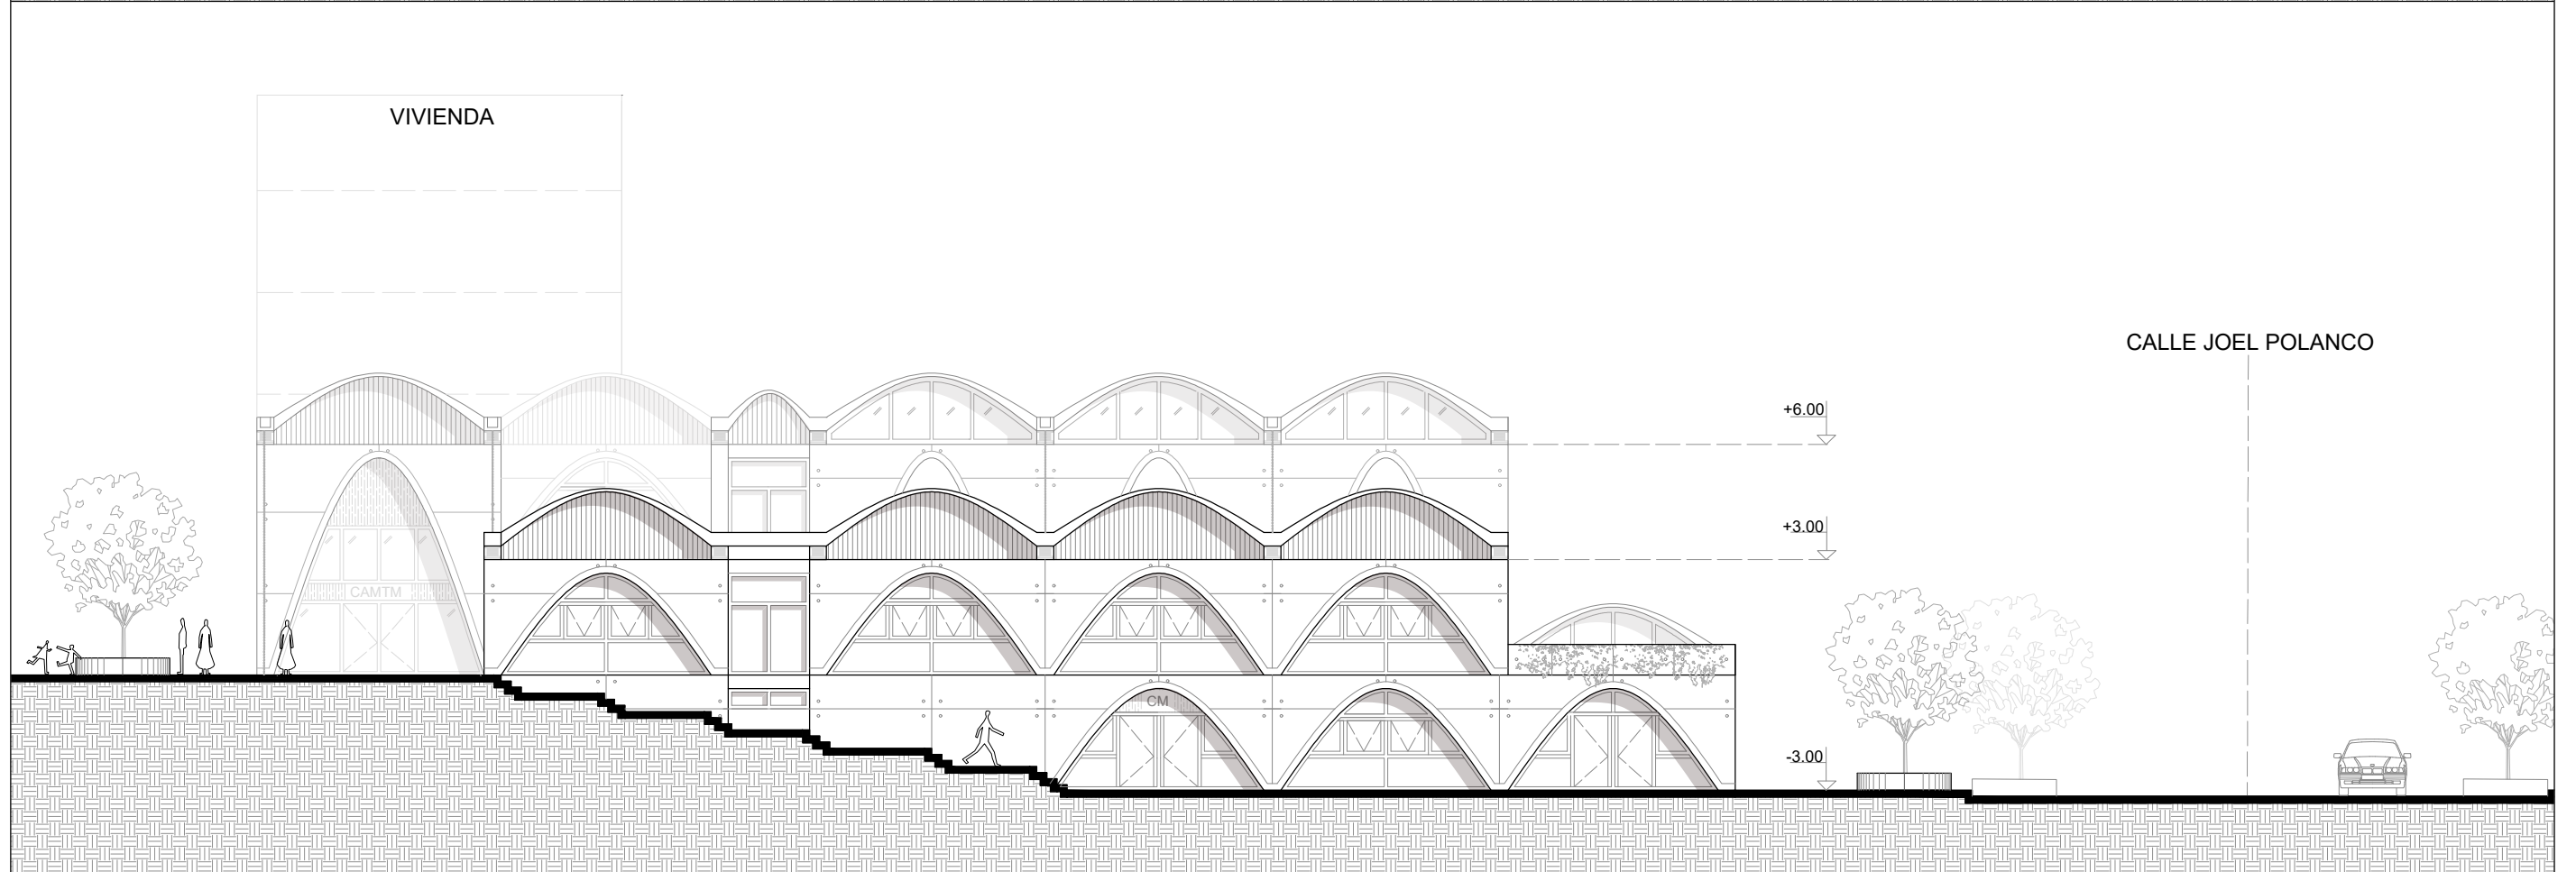 VIVIENDA
CALLE JOEL POLANCO
+6.00
+3.00
CAMTM
CM
-3.00